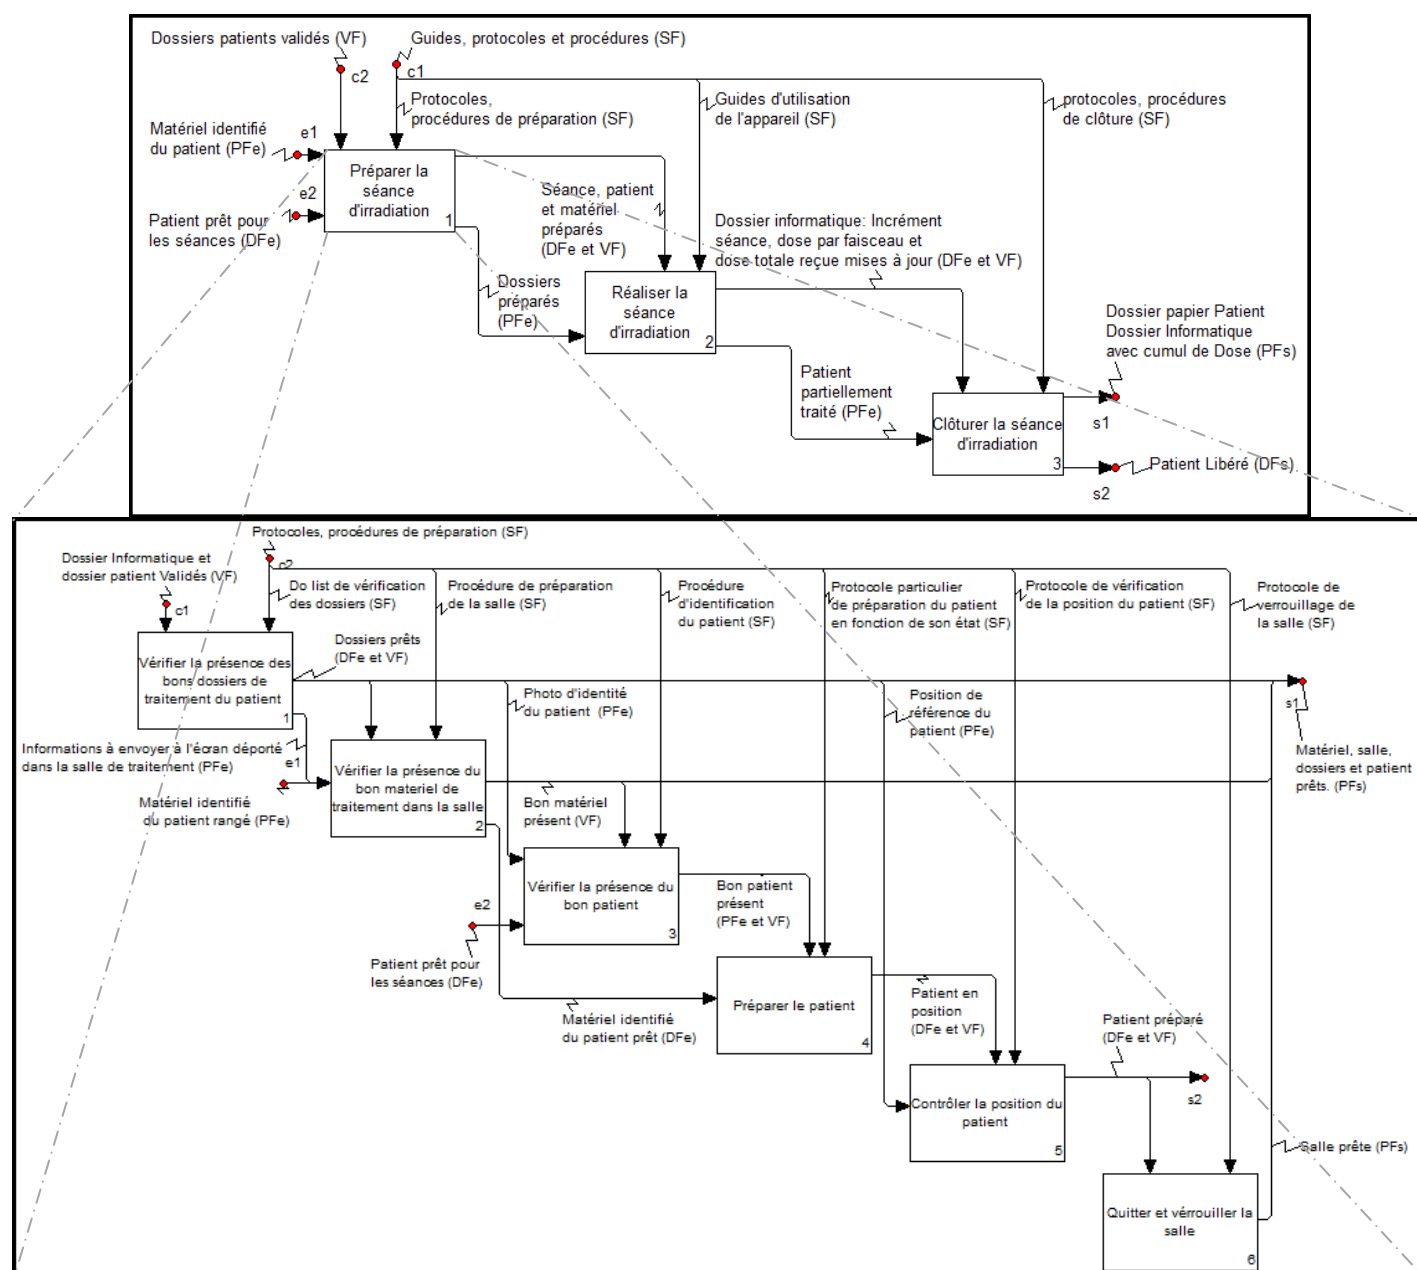 Dossiers patients validés (VF)
Guides, protocoles et procédures (SF)
c2
c1
Protocoles,
procédures de préparation (SF)
Guides d'utilisation
de l'appareil (SF)
protocoles, procédures
de clôture (SF)
Matériel identifié
du patient (PFe)
e1
e2
Patient prêt pour
les séances (DFe)
Préparer la
séance
d'irradiation
1
Séance, patient
et matériel
préparés
(DFe et VF)
Dossier informatique: Incrément
séance, dose par faisceau et
dose totale reçue mises à jour (DFe et VF)
Dossiers
préparés
(PFe)
Réaliser la
séance
d'irradiation
2
Dossier papier Patient
Dossier Informatique
avec cumul de Dose (PFs)
Patient
partiellement
traité (PFe)
Clôturer la séance
d'irradiation
3
s1
Patient Libéré (DFs)
s2
Protocoles, procédures de préparation (SF)
Dossier Informatique et
dossier patient Validés (VF)
c2
c1
Do list de vérification
des dossiers (SF)
Procédure de préparation
de la salle (SF)
Procédure
d'identification
du patient (SF)
Protocole particulier
de préparation du patient
en fonction de son état (SF)
Protocole de vérification
de la position du patient (SF)
Protocole de
verrouillage de
la salle (SF)
Vérifier la présence des
bons dossiers de
traitement du patient
1
Dossiers prêts
(DFe et VF)
Photo d'identité
du patient (PFe)
Position de
référence du
patient (PFe)
s1
Matériel, salle,
dossiers et patient
prêts. (PFs)
Informations à envoyer à l'écran déporté
dans la salle de traitement (PFe)
e1
Matériel identifié
du patient rangé (PFe)
Vérifier la présence du
bon materiel de
traitement dans la salle
2
Bon matériel
présent (VF)
Vérifier la présence du
bon patient
3
e2
Patient prêt pour
les séances (DFe)
Bon patient
présent
(PFe et VF)
Matériel identifié
du patient prêt (DFe)
Préparer le patient
4
Patient en
position
(DFe et VF)
Patient préparé
(DFe et VF)
s2
Contrôler la position du
patient
5
Salle prête (PFs)
Quitter et vérrouiller la
salle
6